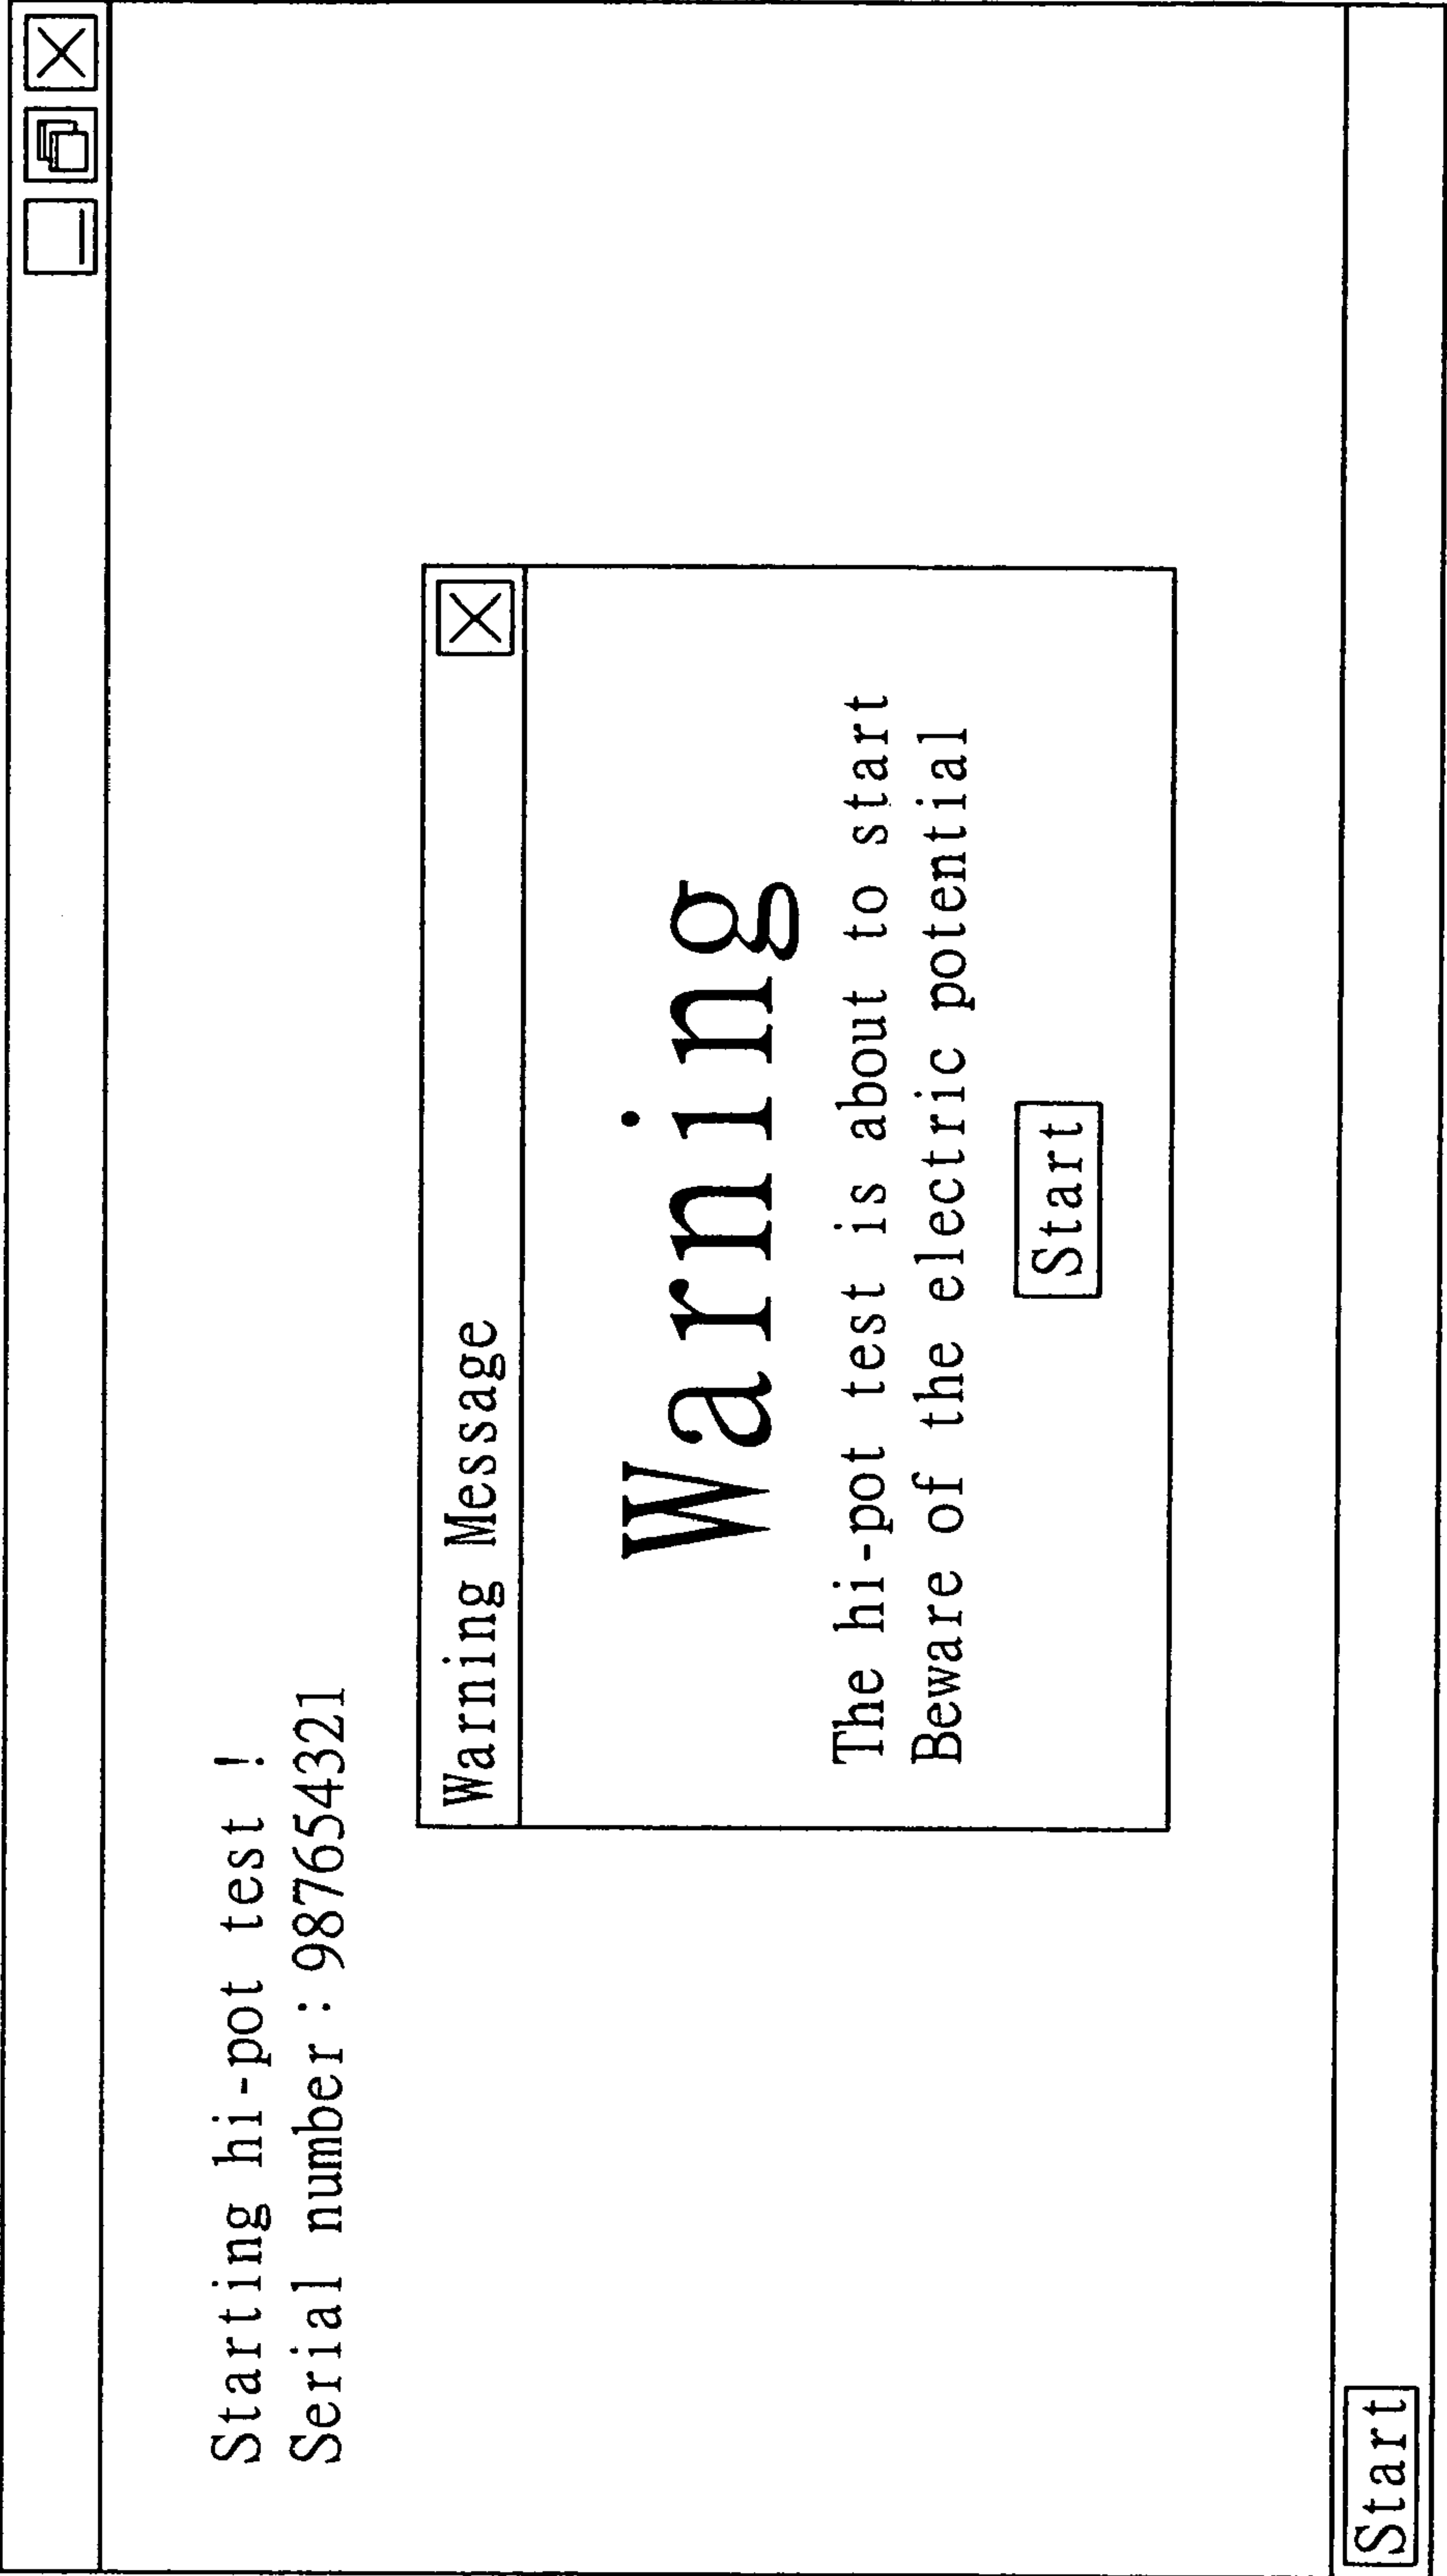 Starting hi-pot test !
Serial number : 987654321
Warning Message
Warning
The hi-pot test is about to start
Beware of the electric potential
Start
Start